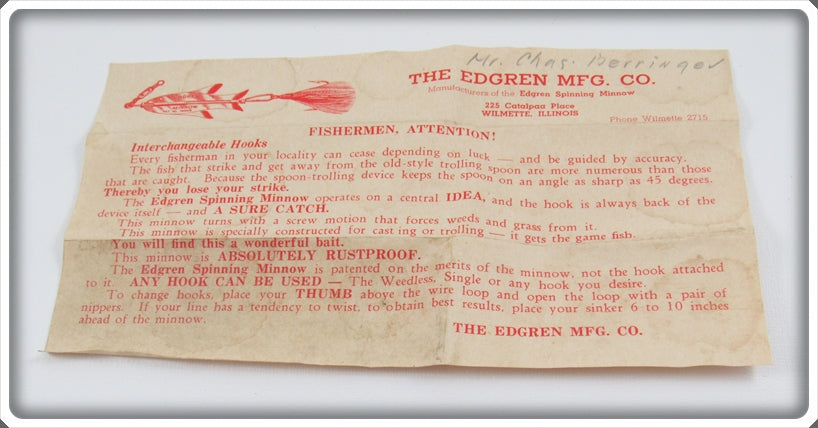 Mr. Chas. Berringer
THE EDGREN MFG. CO.
Manufacturers of the Edgren Spinning Minnow
225 Catalpaa Place
WILMETTE, ILLINOIS
Phone Wilmette 2715
FISHERMEN, ATTENTION!
Interchangeable Hooks
Every fisherman in your locality can cease depending on luck — and be guided by accuracy.
The fish that strike and get away from the old-style trolling spoon are more numerous than those
that are caught. Because the spoon-trolling device keeps the spoon on an angle as sharp as 45 degrees.
Thereby you lose your strike.
The Edgren Spinning Minnow operates on a central IDEA, and the hook is always back of the
device itself — and A SURE CATCH.
This minnow turns with a screw motion that forces weeds and grass from it.
This minnow is specially constructed for casting or trolling — it gets the game fish.
You will find this a wonderful bait.
This minnow is ABSOLUTELY RUSTPROOF.
The Edgren Spinning Minnow is patented on the merits of the minnow, not the hook attached
to it. ANY HOOK CAN BE USED — The Weedless, Single or any hook you desire.
To change hooks, place your THUMB above the wire loop and open the loop with a pair of
nippers. If your line has a tendency to twist, to obtain best results, place your sinker 6 to 10 inches
ahead of the minnow.
THE EDGREN MFG. CO.